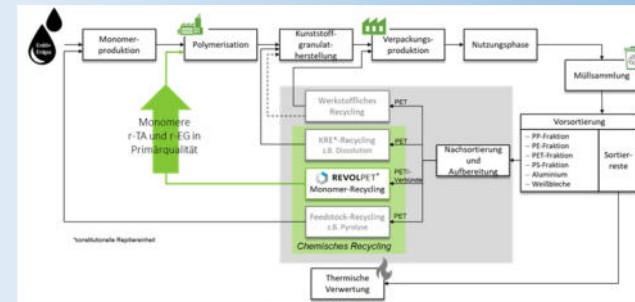 Erdöl-
Erdgas
Monomer-
produktion
Polymerisation
Kunststoff-
granulat-
herstellung
Verpackungs-
produktion
Nutzungsphase
Müllsammlung
Monomere
r-TA und r-EG in
Primärqualität
Werkstoffliches
Recycling
PET
KRE*-Recycling
z.B. Dissolution
PET
REVOLPET®
Monomer-Recycling
PET/-
Verbünde
Feedstock-Recycling
z.B. Pyrolyse
PET
Chemisches Recycling
Nachsortierung
und
Aufbereitung
Vorsortierung
– PP-Fraktion
– PE-Fraktion
– PET-Fraktion
– PS-Fraktion
– Aluminium
– Weißbleche
Sortier-
reste
*konstitutionelle Repetiereinheit
Thermische
Verwertung